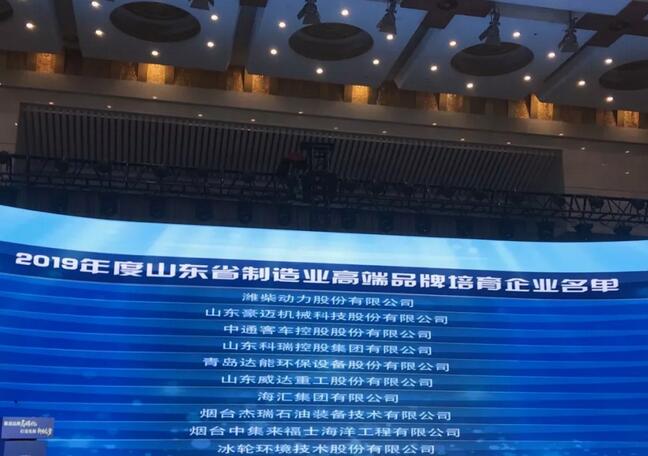 2019年度山东省制造业高端品牌培育企业名单
潍柴动力股份有限公司
山东豪迈机械科技股份有限公司
中通客车控股股份有限公司
山东科瑞控股集团有限公司
青岛达能环保设备股份有限公司
山东威达重工股份有限公司
海汇集团有限公司
烟台杰瑞石油装备技术有限公司
烟台中集来福士海洋工程有限公司
冰轮环境技术股份有限公司